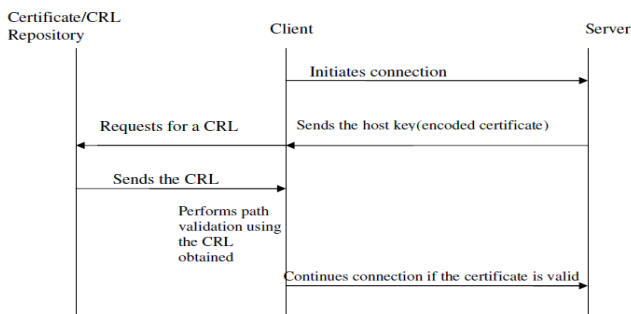 Certificate/CRL
Repository
Client
Server
Initiates connection
Requests for a CRL
Sends the host key(encoded certificate)
Sends the CRL
Performs path
validation using
the CRL
obtained
Continues connection if the certificate is valid